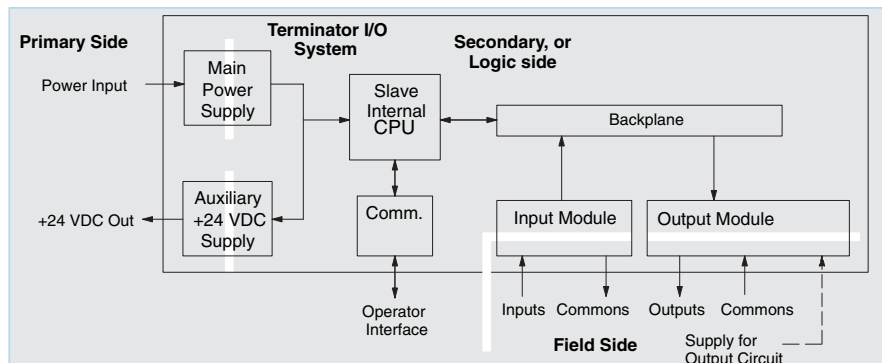 Primary Side
Terminator I/O
System
Secondary, or
Logic side
Power Input
Main
Power
Supply
Slave
Internal
CPU
Backplane
+24 VDC Out
Auxiliary
+24 VDC
Supply
Comm.
Input Module
Output Module
Operator
Interface
Inputs
Commons
Outputs
Commons
Field Side
Supply for
Output Circuit